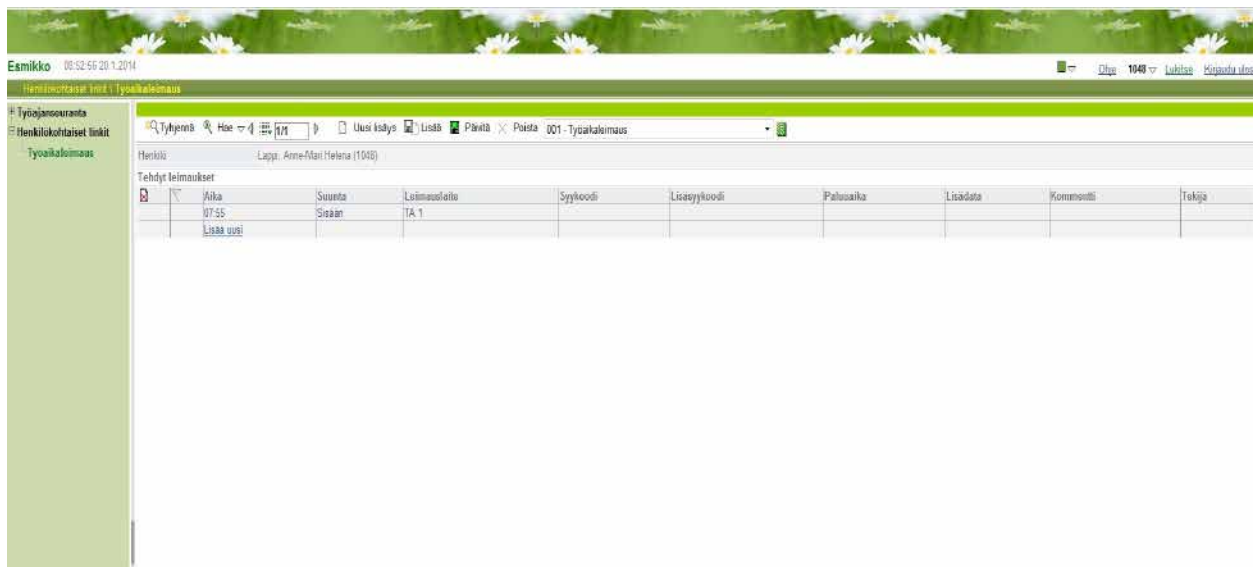 Esmikko 08:52:56 20.1.2014
Ohje 1048 Lukitse Kirjaudu ulos
Henkilökohtaiset linkit \ Työaikaleimaus
Työajanseuranta
Henkilökohtaiset linkit
Työaikaleimaus
Tyhjennä Hae 1/1 Uusi lisäys Lisää Päivitä Poista 001 - Työaikaleimaus
Henkilö Lappi, Anne-Mari Helena (1048)
Tehdyt leimaukset
Aika Suunta Leimauslaite Syykoodi Lisäsyykoodi Paluuaika Lisädata Kommentti Tekijä
07:55 Sisään TA 1
Lisää uusi